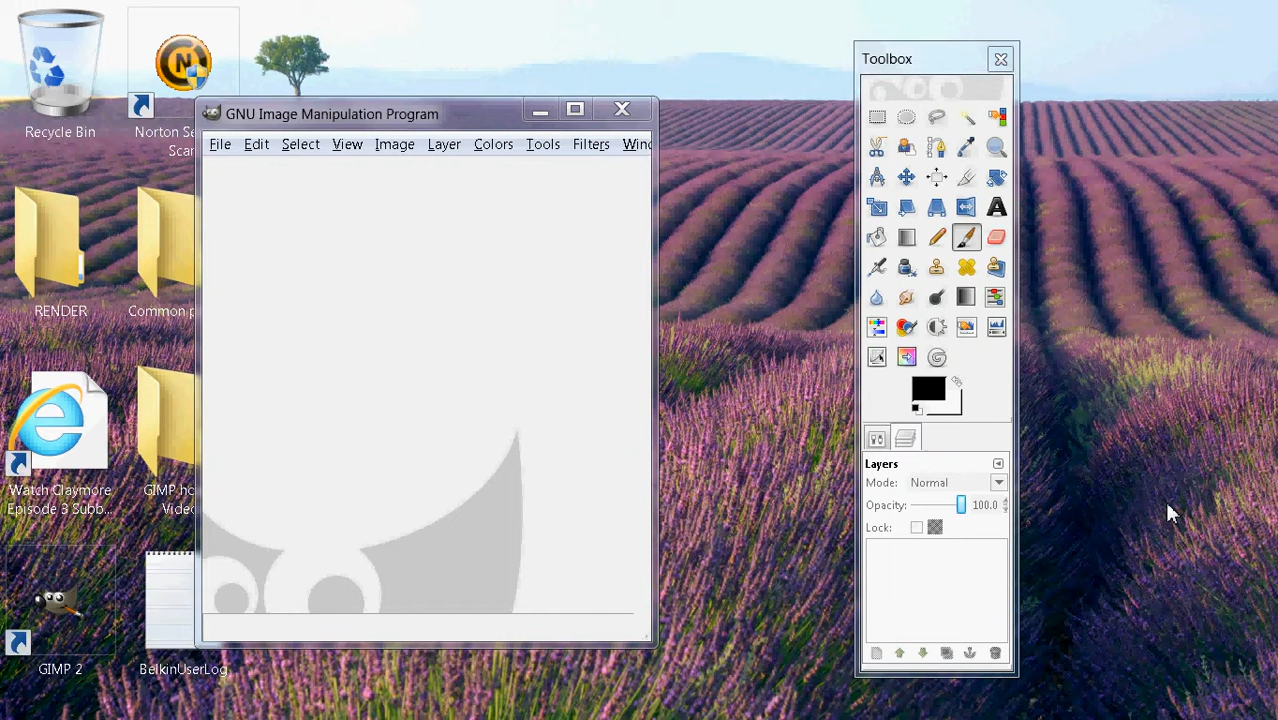 Recycle Bin
Norton Se
Scan
RENDER
Common p
Watch Claymore
Episode 3 Subb...
GIMP ho
Video
GIMP 2
BelkinUserLog
GNU Image Manipulation Program
File Edit Select View Image Layer Colors Tools Filters Wind
Toolbox
Layers
Mode: Normal
Opacity: 100.0
Lock: